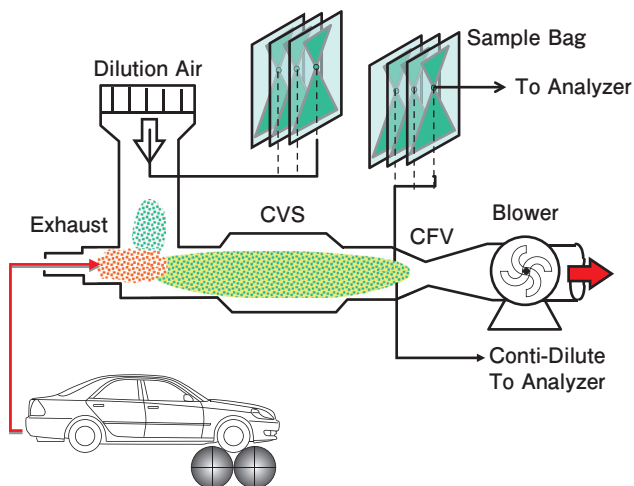 Sample Bag
Dilution Air
To Analyzer
Exhaust
CVS
CFV
Blower
Conti-Dilute
To Analyzer